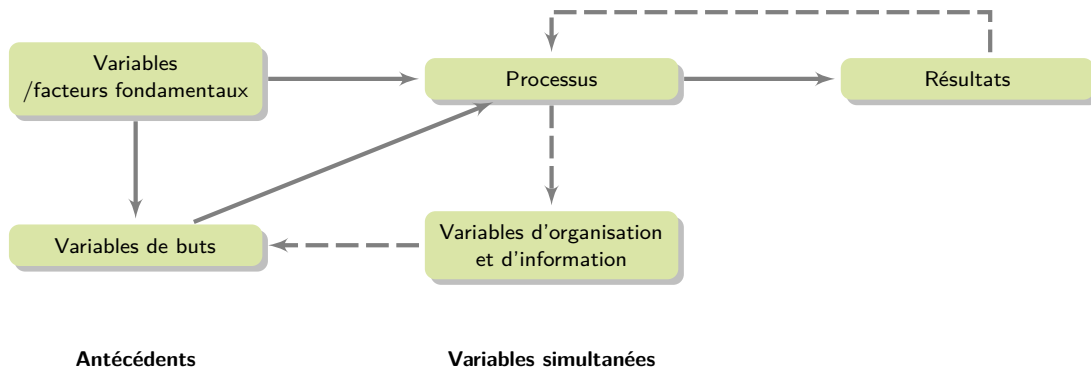 Variables
/facteurs fondamentaux
Processus
Résultats
Variables de buts
Variables d'organisation
et d'information
Antécédents
Variables simultanées